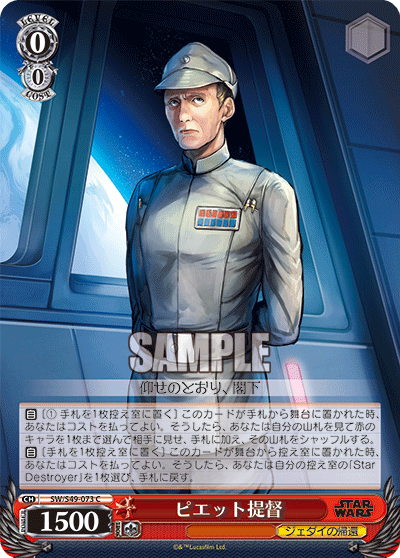 LEVEL
0
0
COST
SAMPLE
仰せのとおり、閣下
自 [① 手札を1枚控え室に置く] このカードが手札から舞台に置かれた時、
あなたはコストを払ってよい。そうしたら、あなたは自分の山札を見て赤
のキャラを1枚まで選んで相手に見せ、手札に加え、その山札をシャッフルする。
自 [手札を1枚控え室に置く] このカードが手札から舞台に置かれた時、
あなたはコストを払ってよい。そうしたら、あなたは自分の控え室の「Star
Destroyer」を1枚選び、手札に戻す。
CH
SW/S49-073 C
POWER
1500
ピエット提督
STAR
WARS
ジェダイの帰還
©&™Lucasfilm Ltd.